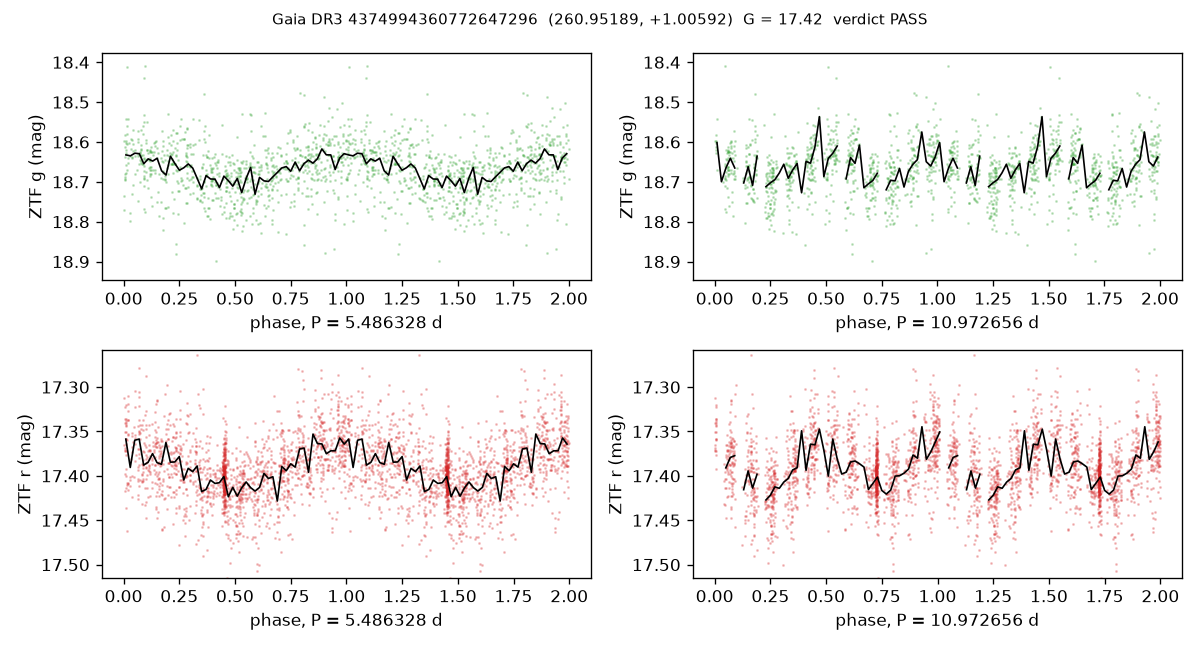 Gaia DR3 4374994360772647296  (260.95189, +1.00592)  G = 17.42  verdict PASS
ZTF g (mag)
18.4
18.5
18.6
18.7
18.8
18.9
0.00 0.25 0.50 0.75 1.00 1.25 1.50 1.75 2.00
phase, P = 5.486328 d
ZTF g (mag)
18.4
18.5
18.6
18.7
18.8
18.9
0.00 0.25 0.50 0.75 1.00 1.25 1.50 1.75 2.00
phase, P = 10.972656 d
ZTF r (mag)
17.30
17.35
17.40
17.45
17.50
0.00 0.25 0.50 0.75 1.00 1.25 1.50 1.75 2.00
phase, P = 5.486328 d
ZTF r (mag)
17.30
17.35
17.40
17.45
17.50
0.00 0.25 0.50 0.75 1.00 1.25 1.50 1.75 2.00
phase, P = 10.972656 d